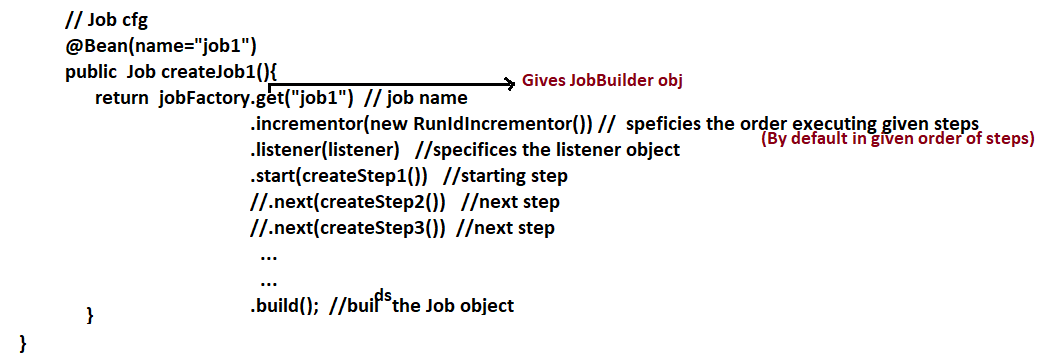 // Job cfg
@Bean(name="job1")
public Job createJob1(){
Gives JobBuilder obj
return jobFactory.get("job1") // job name
.incrementor(new RunIdIncrementor()) // speficies the order executing given steps
(By default in given order of steps)
.listener(listener) //specifices the listener object
.start(createStep1()) //starting step
//.next(createStep2()) //next step
//.next(createStep3()) //next step
...
...
.build(); //builds the Job object
}
}